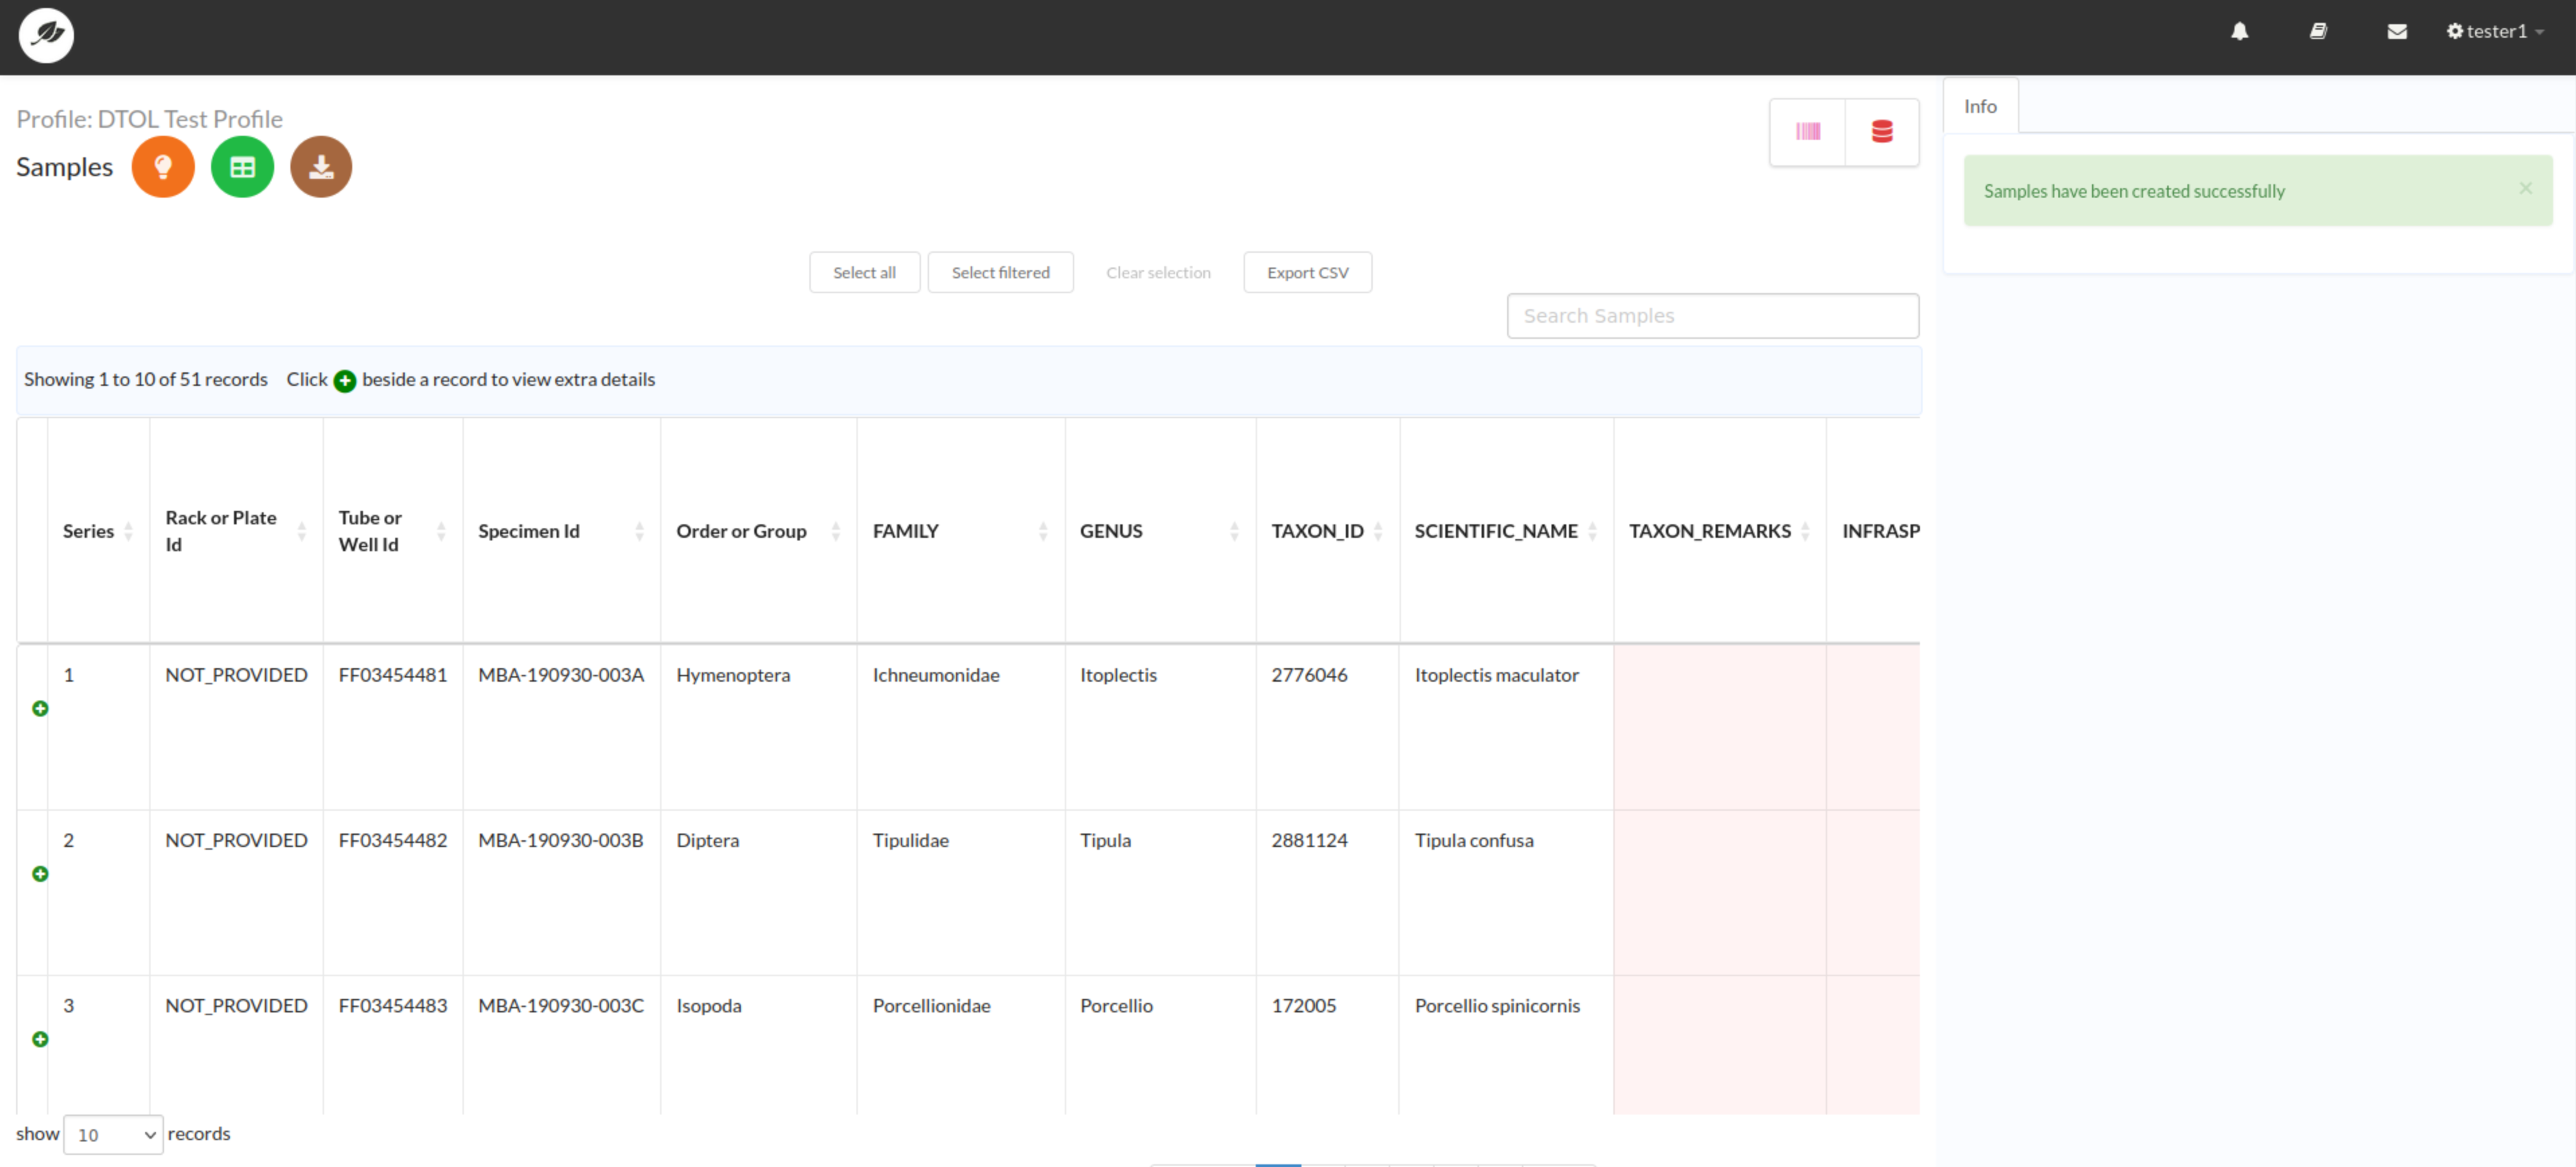 tester1
Profile: DTOL Test Profile
Samples
Info
Samples have been created successfully
×
Select all
Select filtered
Clear selection
Export CSV
Search Samples
Showing 1 to 10 of 51 records Click beside a record to view extra details
Series
Rack or Plate
Id
Tube or
Well Id
Specimen Id
Order or Group
FAMILY
GENUS
TAXON_ID
SCIENTIFIC_NAME
TAXON_REMARKS
INFRASP
1 NOT_PROVIDED FF03454481 MBA-190930-003A Hymenoptera Ichneumonidae Itoplectis 2776046 Itoplectis maculator
2 NOT_PROVIDED FF03454482 MBA-190930-003B Diptera Tipulidae Tipula 2881124 Tipula confusa
3 NOT_PROVIDED FF03454483 MBA-190930-003C Isopoda Porcellionidae Porcellio 172005 Porcellio spinicornis
show 10 records